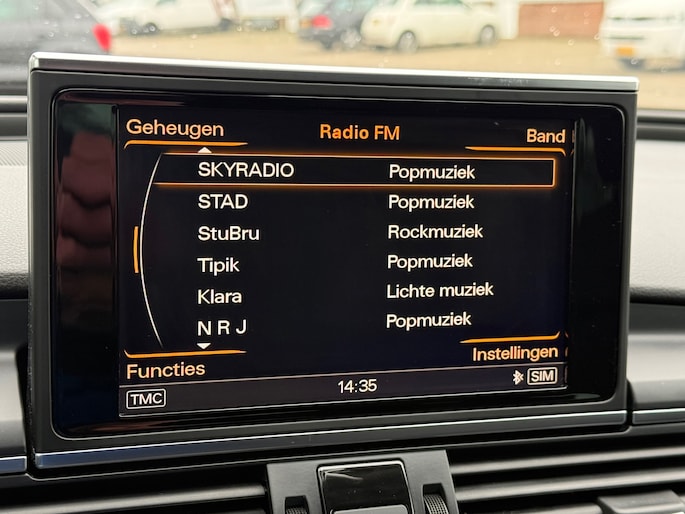 Geheugen Radio FM Band
SKYRADIO Popmuziek
STAD Popmuziek
StuBru Rockmuziek
Tipik Popmuziek
Klara Lichte muziek
N R J Popmuziek
Functies Instellingen
TMC 14:35 SIM